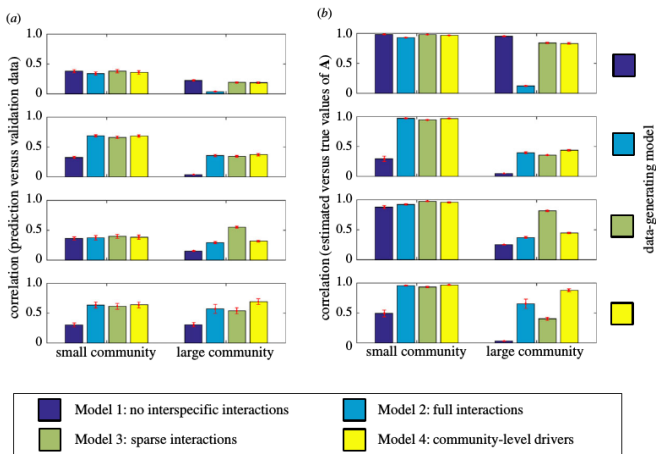 (a)
(b)
correlation (prediction versus validation data)
1.0
0.5
0
1.0
0.5
0
1.0
0.5
0
1.0
0.5
0
small community large community
correlation (estimated versus true values of A)
1.0
0.5
0
1.0
0.5
0
1.0
0.5
0
1.0
0.5
0
small community large community
data-generating model
Model 1: no interspecific interactions Model 2: full interactions
Model 3: sparse interactions Model 4: community-level drivers